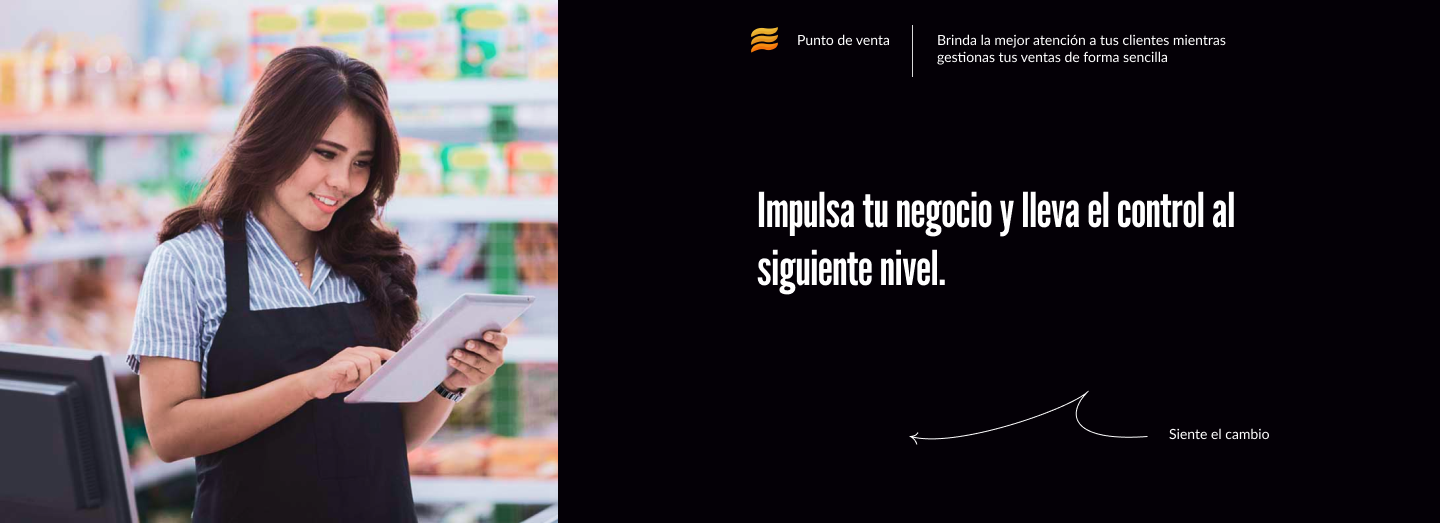 Punto de venta
Brinda la mejor atención a tus clientes mientras
gestionas tus ventas de forma sencilla
Impulsa tu negocio y lleva el control al
siguiente nivel.
Siente el cambio